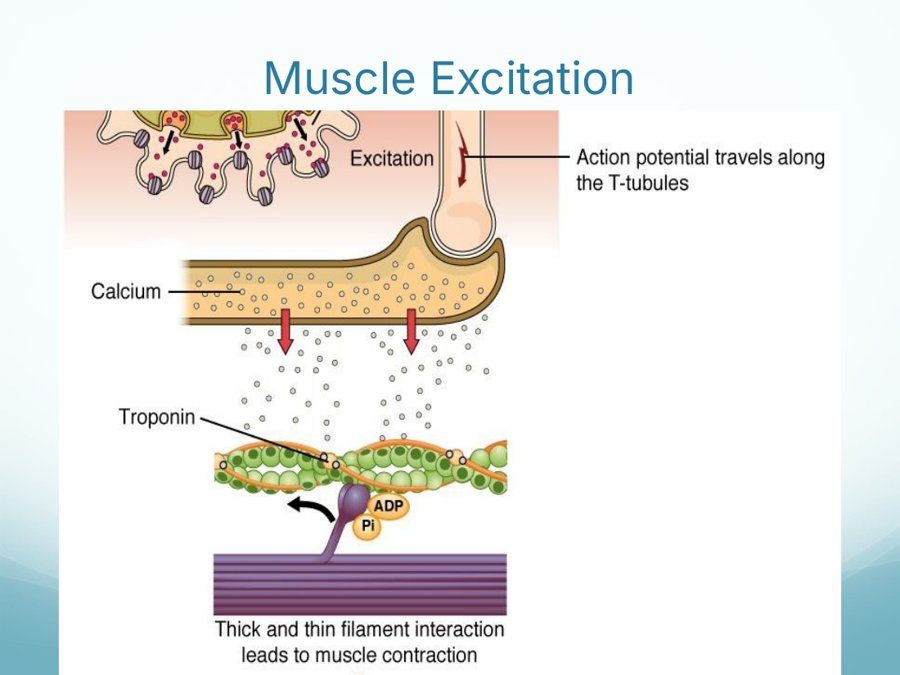 Muscle Excitation
Excitation
Action potential travels along
the T-tubules
Calcium
Troponin
ADP
Pi
Thick and thin filament interaction
leads to muscle contraction